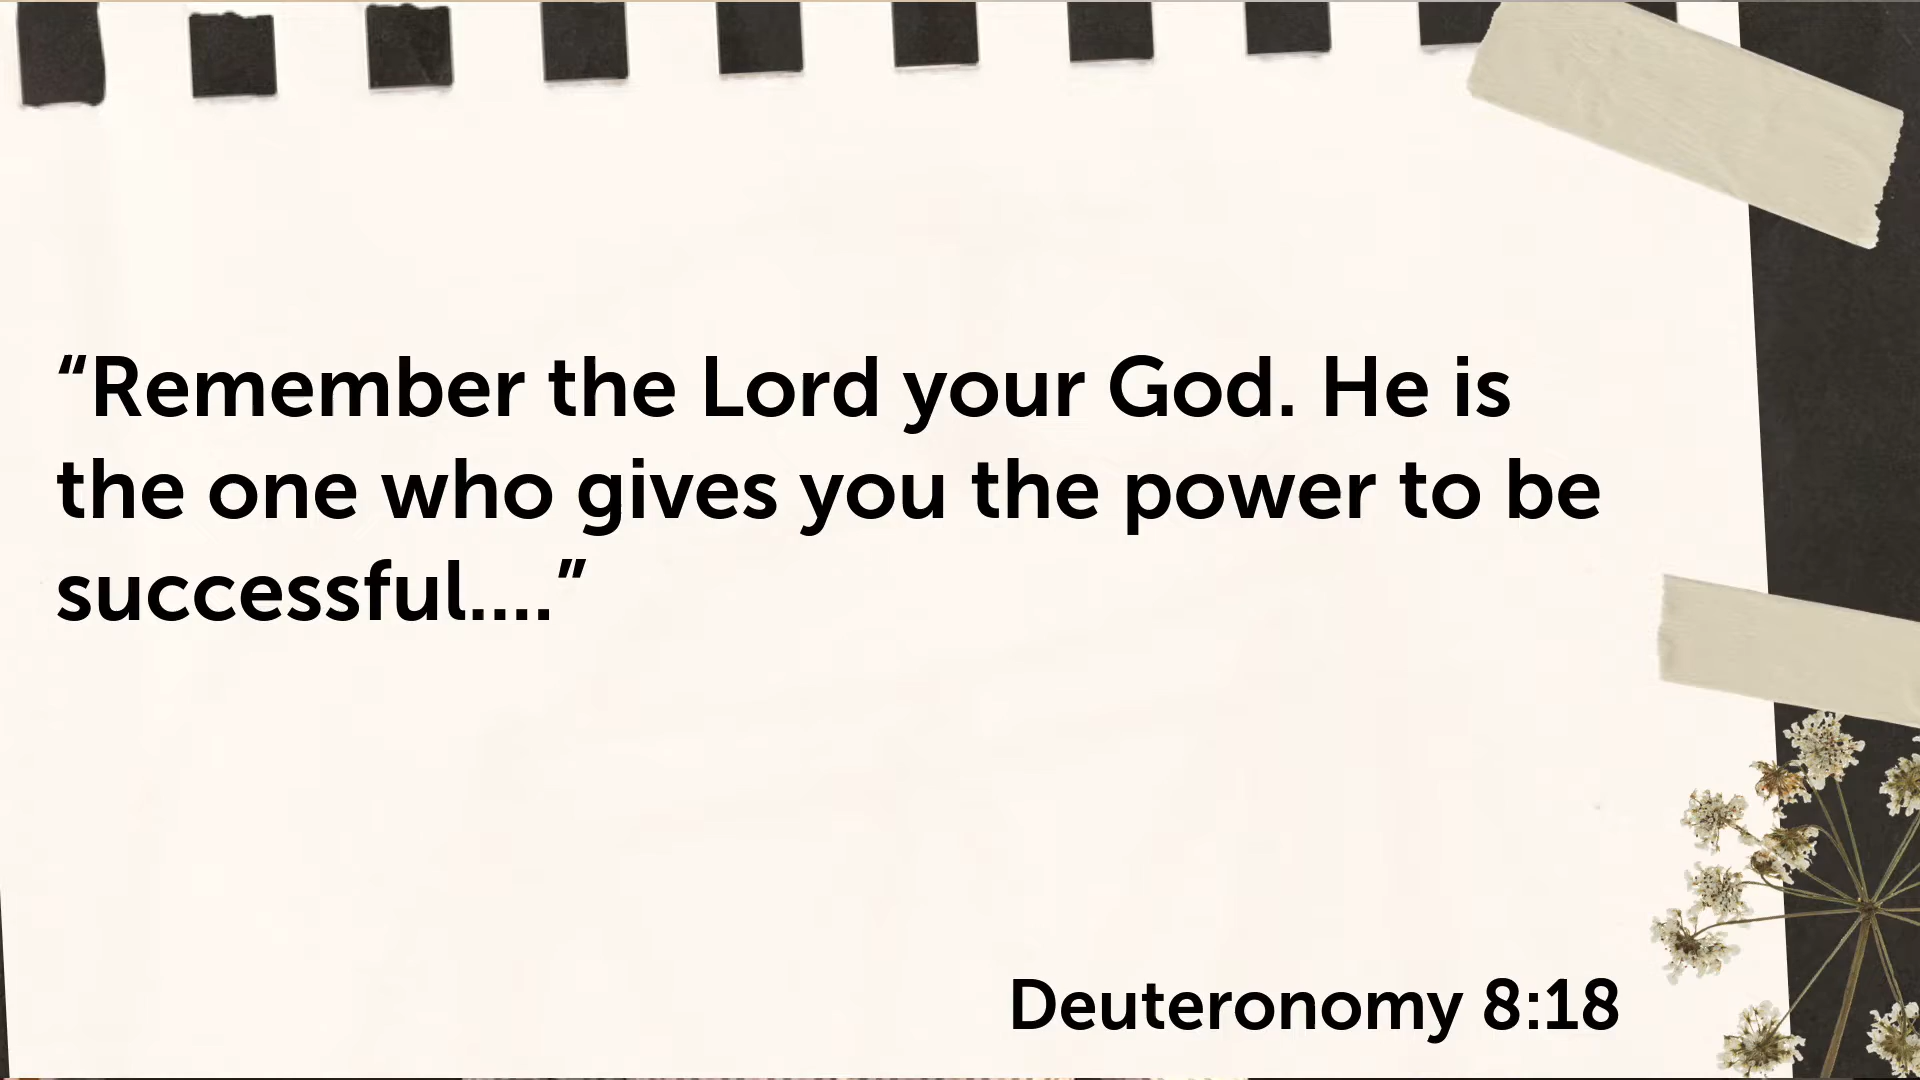 “Remember the Lord your God. He is
the one who gives you the power to be
successful....”
Deuteronomy 8:18